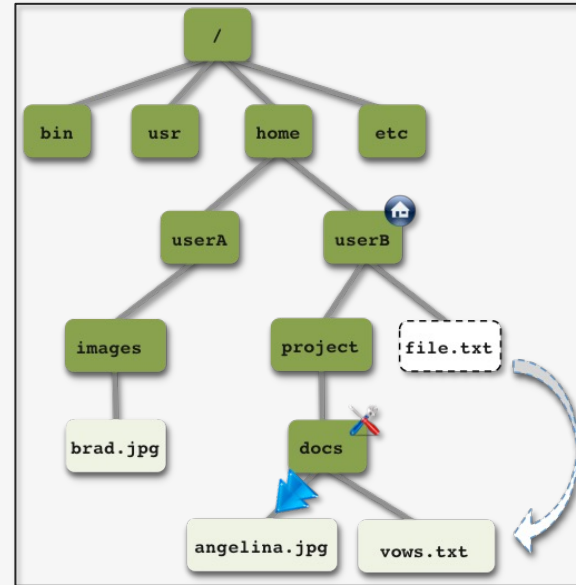 /
bin
usr
home
etc
userA
userB
images
project
file.txt
brad.jpg
docs
angelina.jpg
vows.txt